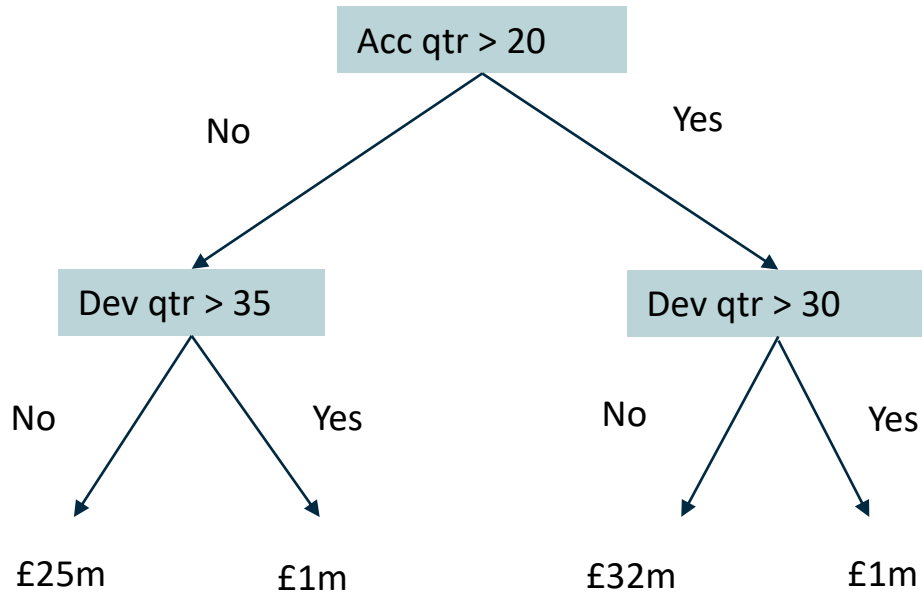 Acc qtr > 20
No
Yes
Dev qtr > 35
Dev qtr > 30
No
Yes
No
Yes
£25m
£1m
£32m
£1m